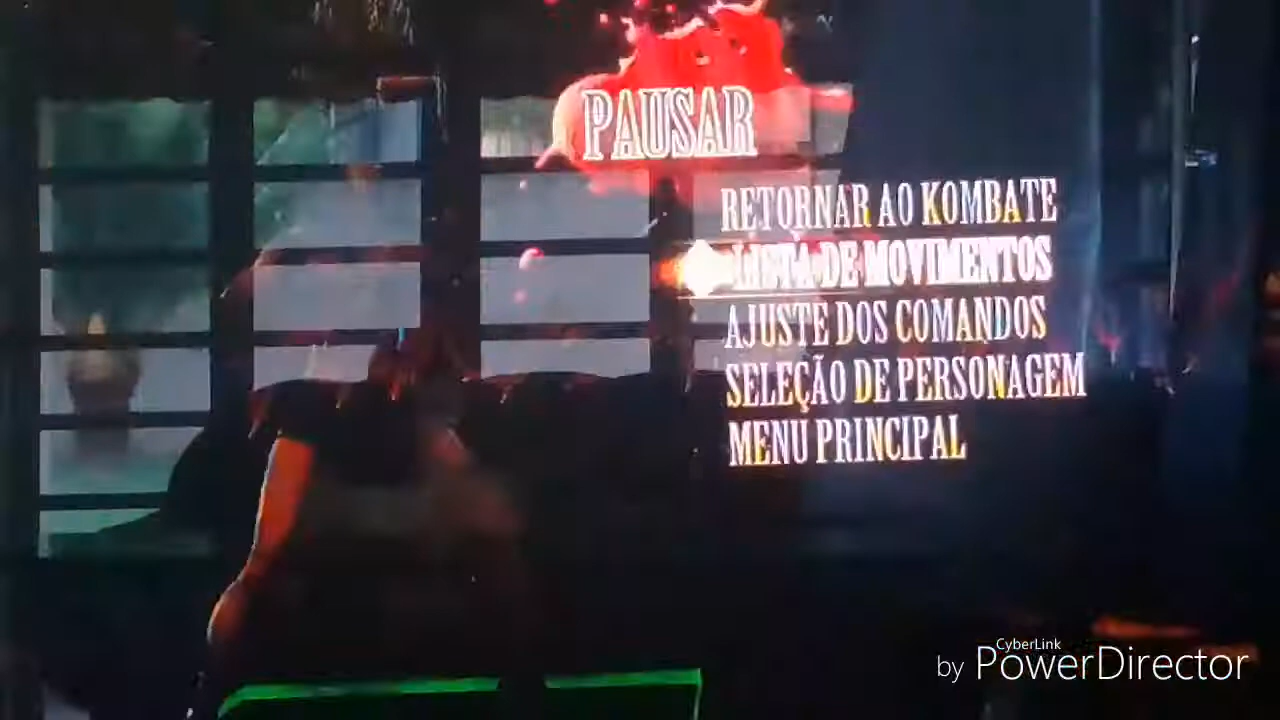 PAUSAR
RETORNAR AO KOMBATE
LISTA DE MOVIMENTOS
AJUSTE DOS COMANDOS
SELEÇÃO DE PERSONAGEM
MENU PRINCIPAL
CyberLink
by PowerDirector